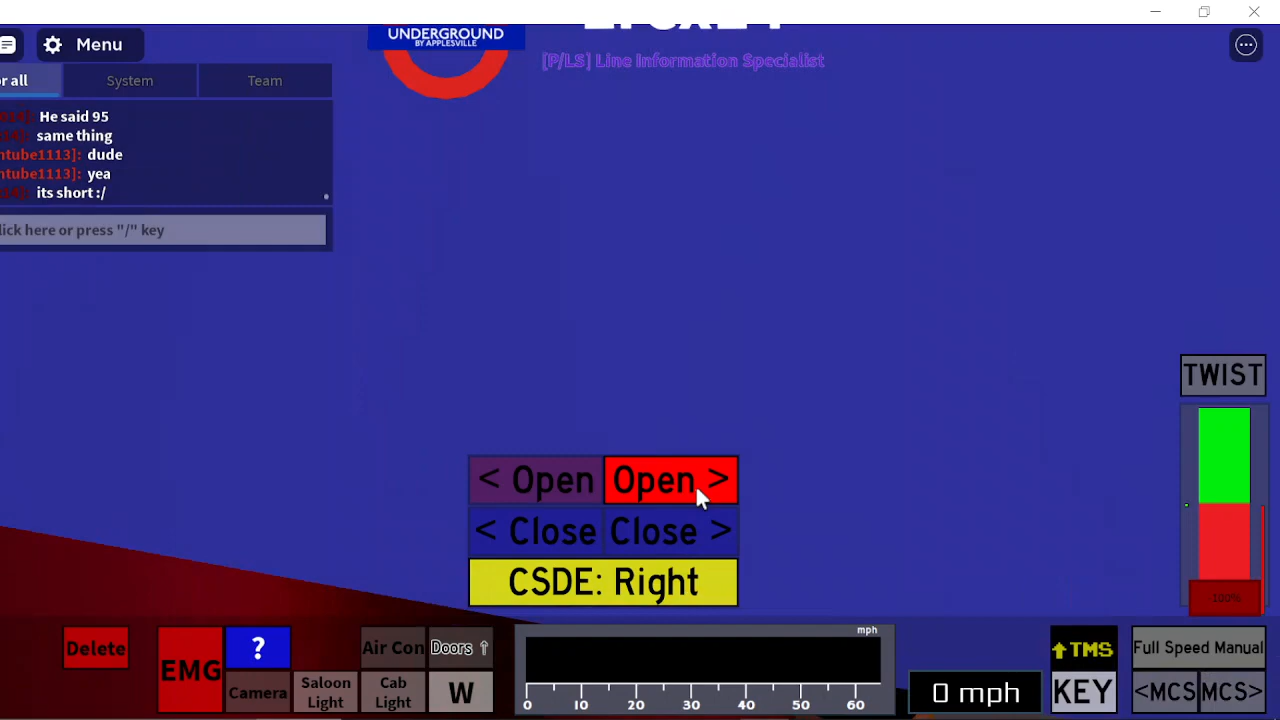 Menu
UNDERGROUND
BY APPLESVILLE
[P/LS] Line Information Specialist
or all
System
Team
He said 95
same thing
ntube1113]: dude
ntube1113]: yea
its short :/
lick here or press "/" key
TWIST
< Open
Open >
< Close
Close >
CSDE: Right
-100%
Delete
EMG
?
Camera
Air Con
Doors ↑
Saloon
Light
Cab
Light
W
mph
0 10 20 30 40 50 60
0 mph
↑TMS
KEY
Full Speed Manual
<MCS
MCS>